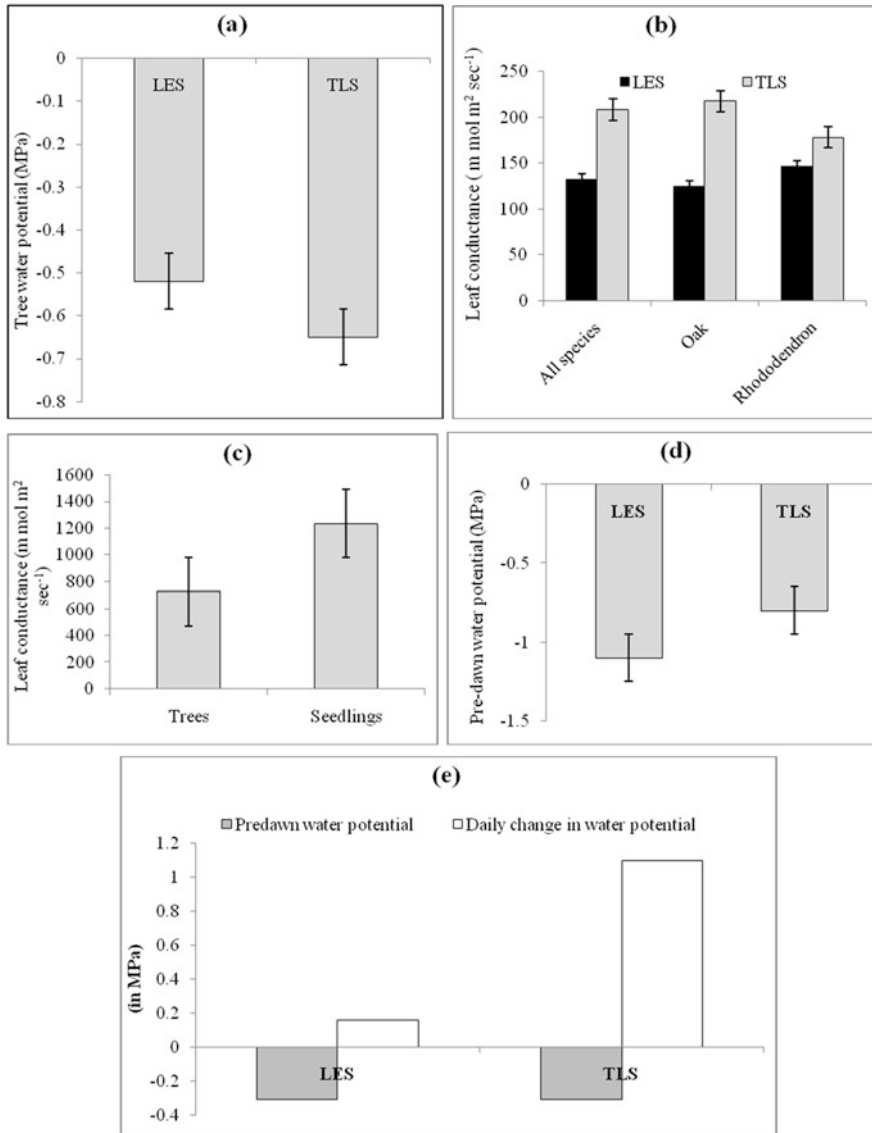 (a)
Tree water potential (MPa)
0
-0.1
-0.2
-0.3
-0.4
-0.5
-0.6
-0.7
-0.8
LES
TLS
(b)
Leaf conductance ( m mol m² sec⁻¹)
250
200
150
100
50
0
LES
TLS
All species
Oak
Rhododendron
(c)
Leaf conductance (m mol m²
sec⁻¹)
1600
1400
1200
1000
800
600
400
200
0
Trees
Seedlings
(d)
Pre-dawn water potential (MPa)
0
-0.5
-1
-1.5
LES
TLS
(e)
Predawn water potential
Daily change in water potential
(in MPa)
1.2
1
0.8
0.6
0.4
0.2
0
-0.2
-0.4
LES
TLS